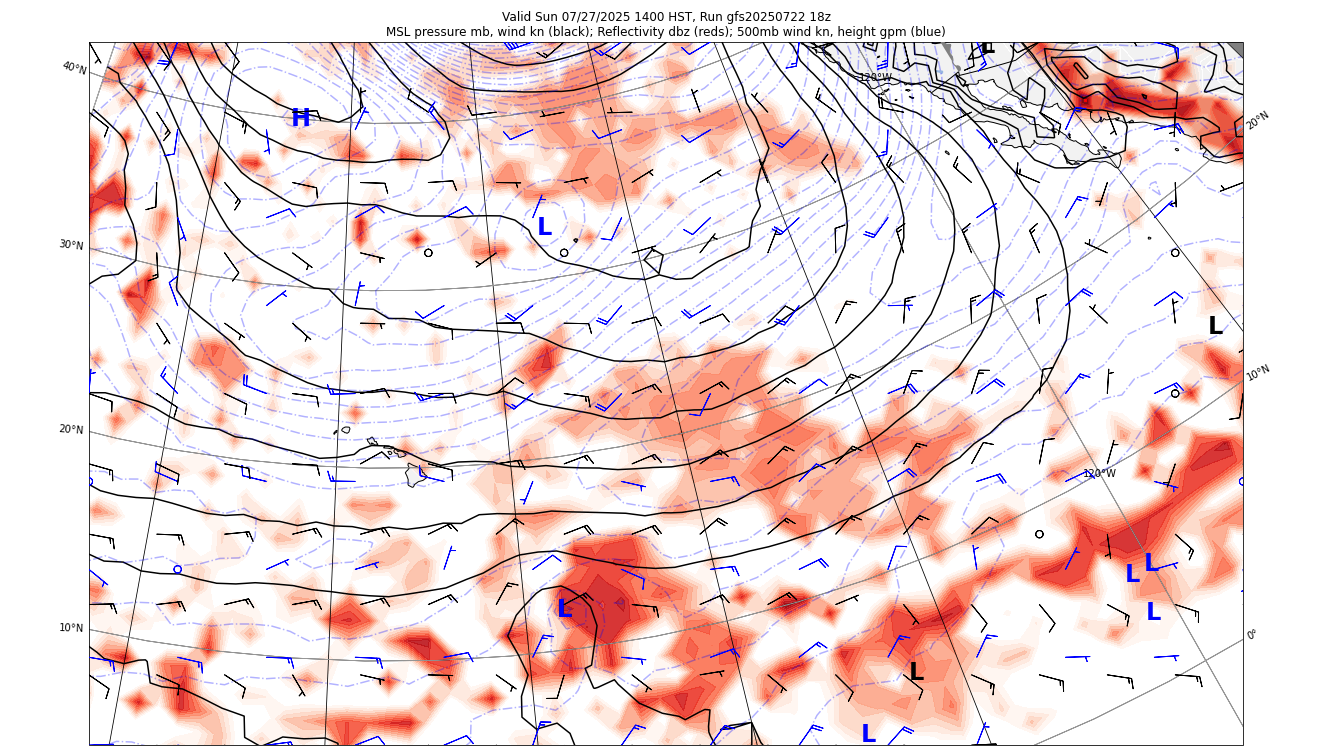 Valid Sun 07/27/2025 1400 HST, Run gfs20250722 18z
MSL pressure mb, wind kn (black); Reflectivity dbz (reds); 500mb wind kn, height gpm (blue)
L
40°N
120°W
H
20°N
L
30°N
L
10°N
20°N
120°W
L
L
10°N
L
L
0°
L
L